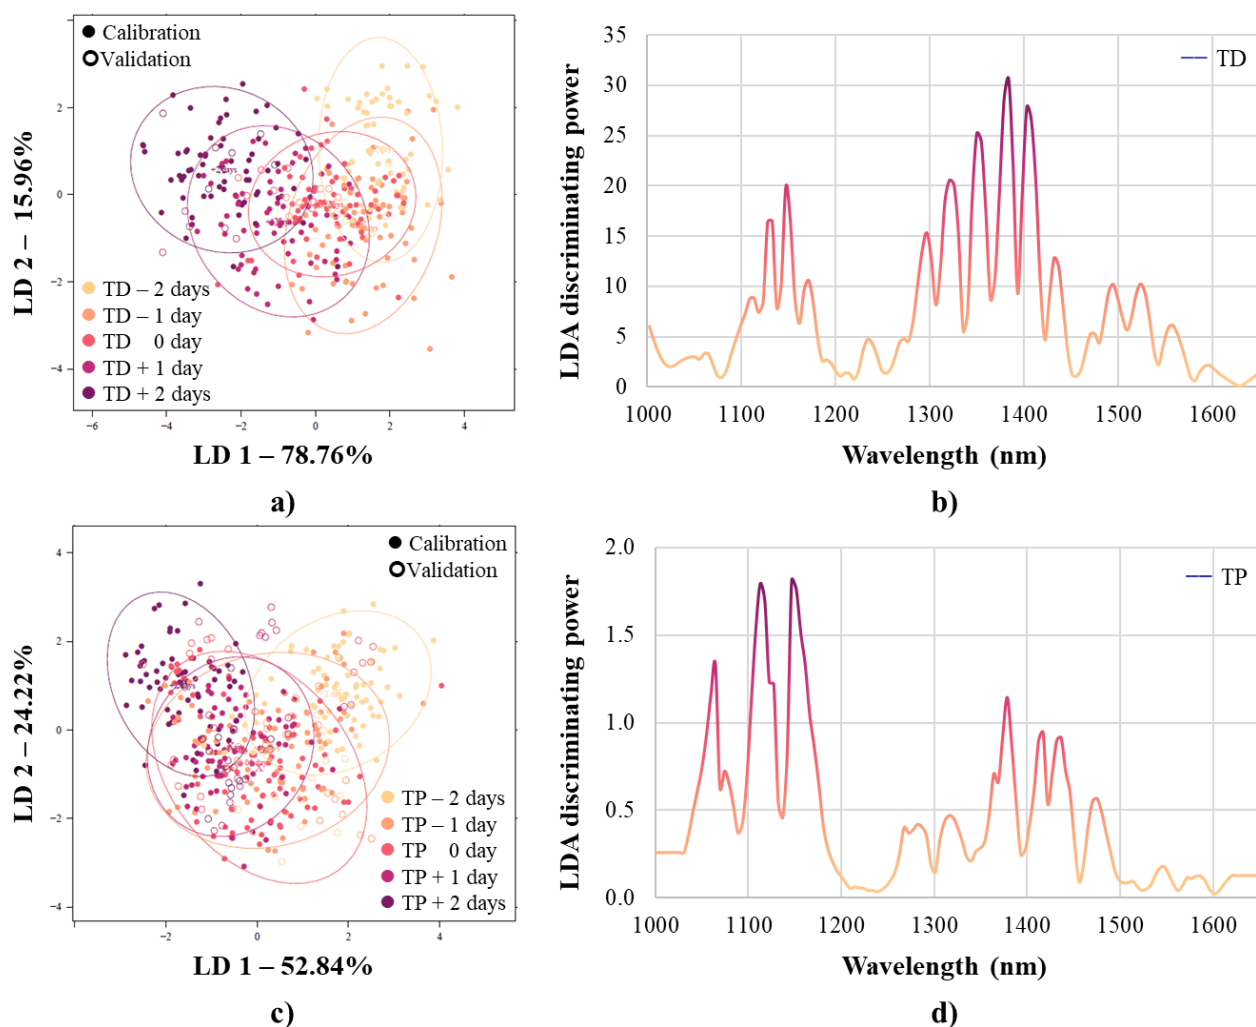 Calibration
Validation
LD 2 – 15.96%
2
0
−2
−4
TD – 2 days
TD – 1 day
TD 0 day
TD + 1 day
TD + 2 days
−6
−4
−2
0
2
4
LD 1 – 78.76%
a)
LDA discriminating power
35
30
25
20
15
10
5
0
TD
1000
1100
1200
1300
1400
1500
1600
Wavelength (nm)
b)
Calibration
Validation
LD 2 – 24.22%
4
2
0
−2
−4
TP – 2 days
TP – 1 day
TP 0 day
TP + 1 day
TP + 2 days
−2
0
2
4
LD 1 – 52.84%
c)
LDA discriminating power
2.0
1.5
1.0
0.5
0.0
TP
1000
1100
1200
1300
1400
1500
1600
Wavelength (nm)
d)